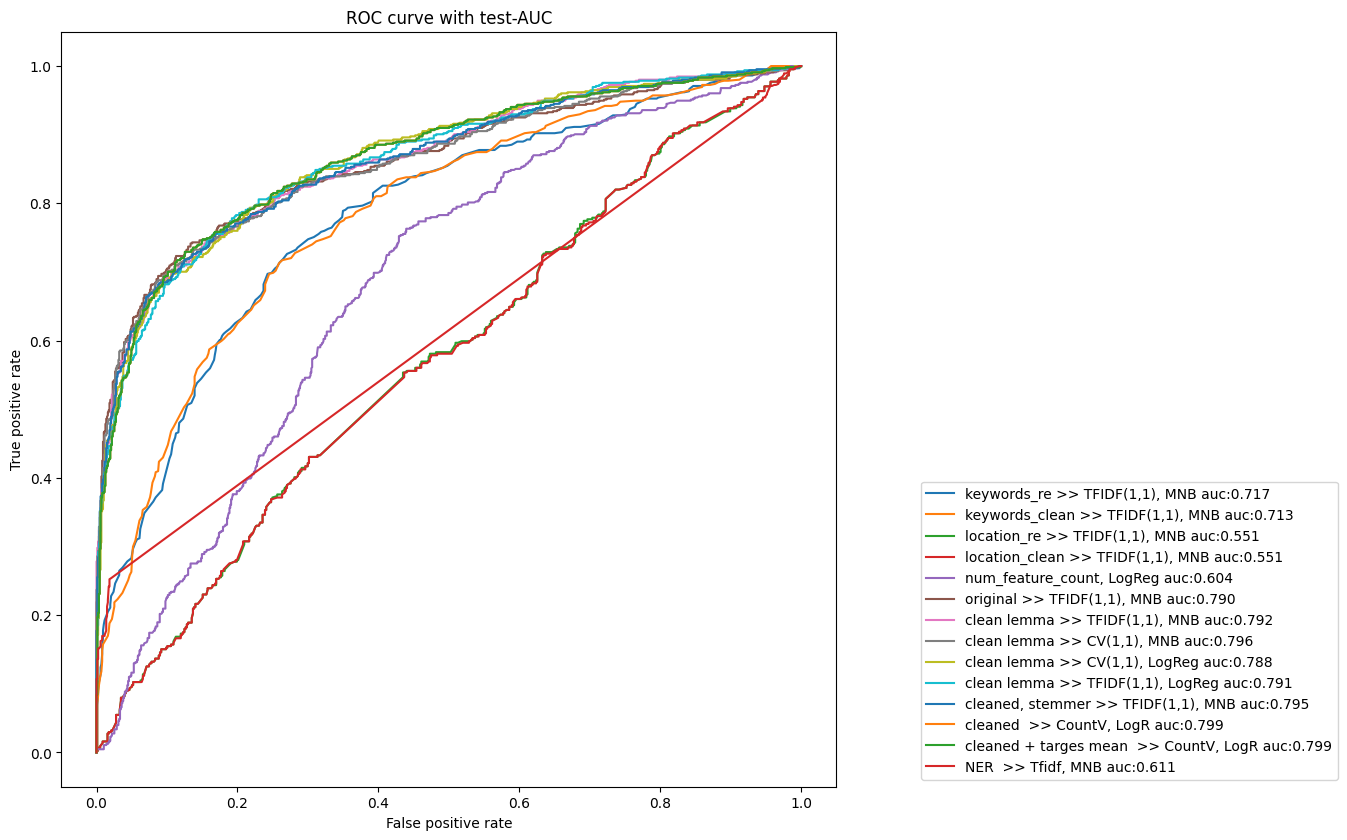 ROC curve with test-AUC
1.0
0.8
0.6
0.4
0.2
0.0
True positive rate
0.0 0.2 0.4 0.6 0.8 1.0
False positive rate
keywords_re >> TFIDF(1,1), MNB auc:0.717
keywords_clean >> TFIDF(1,1), MNB auc:0.713
location_re >> TFIDF(1,1), MNB auc:0.551
location_clean >> TFIDF(1,1), MNB auc:0.551
num_feature_count, LogReg auc:0.604
original >> TFIDF(1,1), MNB auc:0.790
clean lemma >> TFIDF(1,1), MNB auc:0.792
clean lemma >> CV(1,1), MNB auc:0.796
clean lemma >> CV(1,1), LogReg auc:0.788
clean lemma >> TFIDF(1,1), LogReg auc:0.791
cleaned, stemmer >> TFIDF(1,1), MNB auc:0.795
cleaned  >> CountV, LogR auc:0.799
cleaned + targes mean  >> CountV, LogR auc:0.799
NER  >> Tfidf, MNB auc:0.611